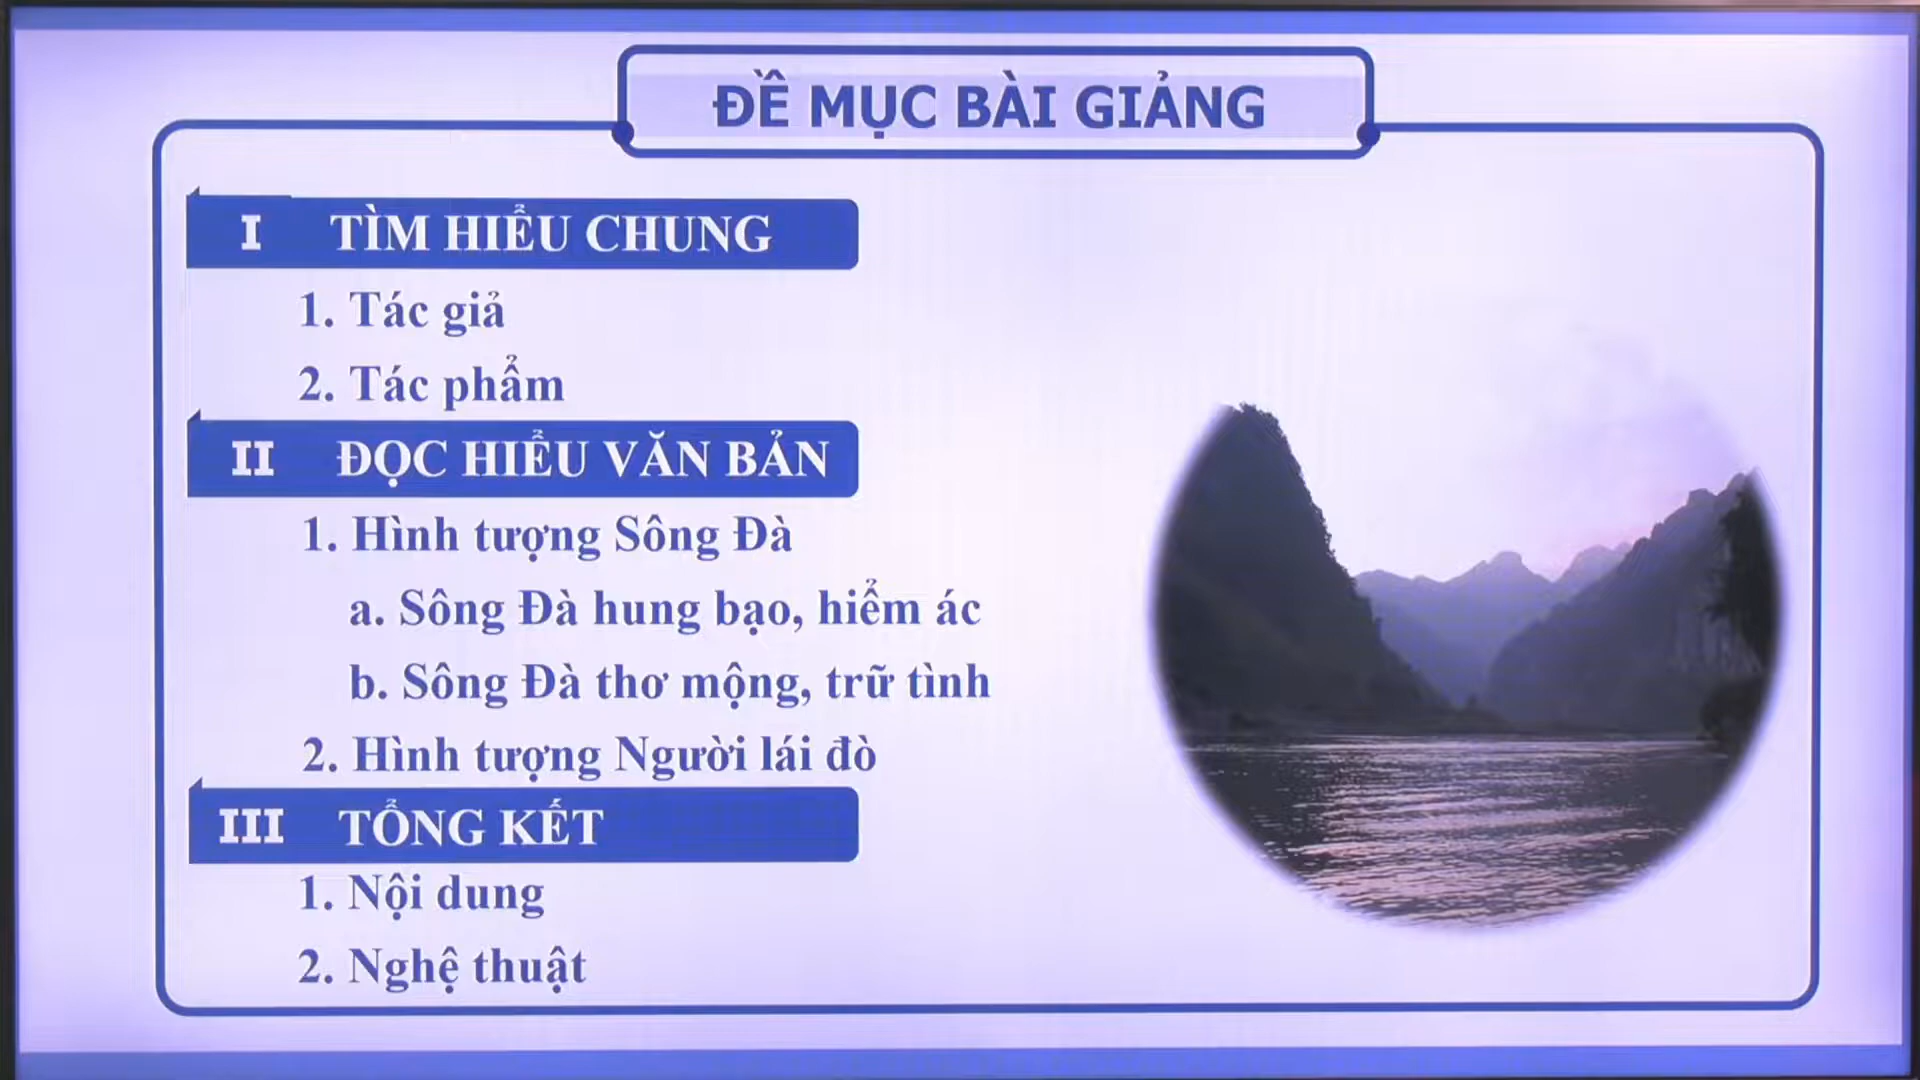 ĐỀ MỤC BÀI GIẢNG
I TÌM HIỂU CHUNG
1. Tác giả
2. Tác phẩm
II ĐỌC HIỂU VĂN BẢN
1. Hình tượng Sông Đà
a. Sông Đà hung bạo, hiểm ác
b. Sông Đà thơ mộng, trữ tình
2. Hình tượng Người lái đò
III TỔNG KẾT
1. Nội dung
2. Nghệ thuật